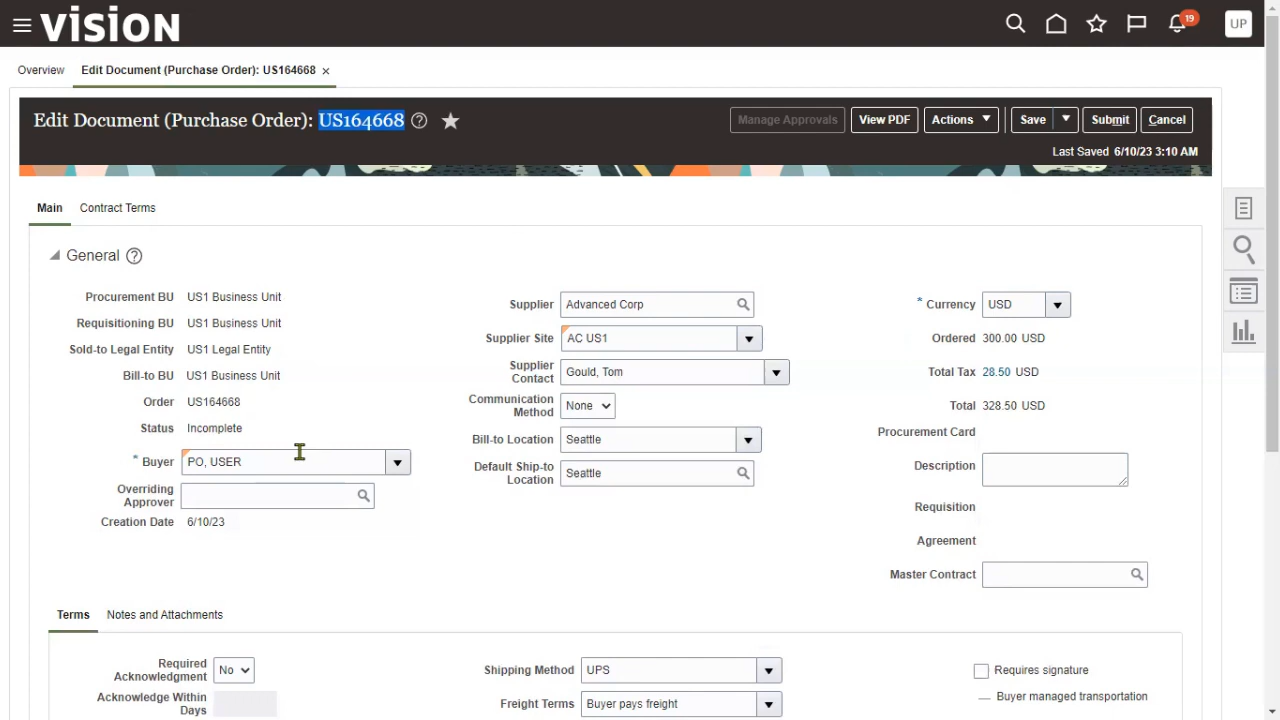 vision
19
UP
Overview
Edit Document (Purchase Order): US164668
Edit Document (Purchase Order): US164668
Manage Approvals
View PDF
Actions
Save
Submit
Cancel
Last Saved 6/10/23 3:10 AM
Main
Contract Terms
General
Procurement BU US1 Business Unit
Requisitioning BU US1 Business Unit
Sold-to Legal Entity US1 Legal Entity
Bill-to BU US1 Business Unit
Order US164668
Status Incomplete
* Buyer PO, USER
Overriding
Approver
Creation Date 6/10/23
Supplier Advanced Corp
Supplier Site AC US1
Supplier
Contact Gould, Tom
Communication
Method None
Bill-to Location Seattle
Default Ship-to
Location Seattle
* Currency USD
Ordered 300.00 USD
Total Tax 28.50 USD
Total 328.50 USD
Procurement Card
Description
Requisition
Agreement
Master Contract
Terms
Notes and Attachments
Required
Acknowledgment No
Acknowledge Within
Days
Shipping Method UPS
Freight Terms Buyer pays freight
Requires signature
Buyer managed transportation